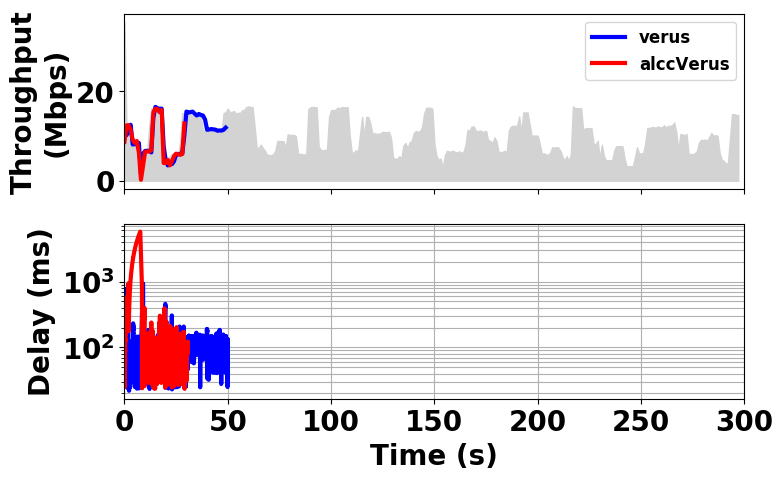 Throughput
(Mbps)
20
0
verus
alccVerus
Delay (ms)
10³
10²
0 50 100 150 200 250 300
Time (s)